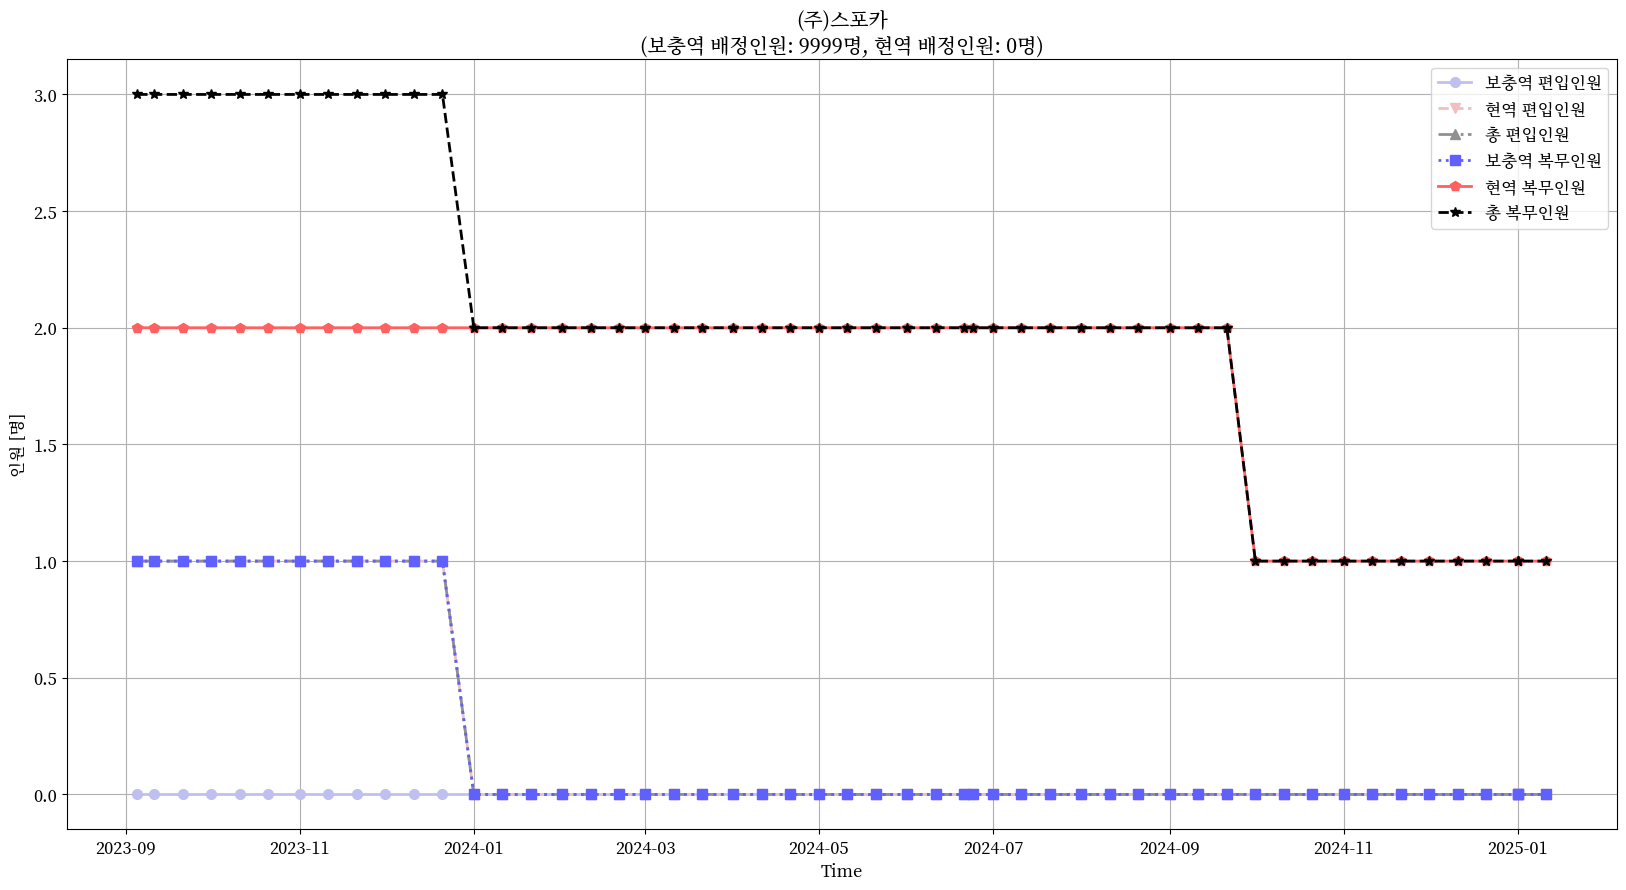 (주)스포카
(보충역 배정인원: 9999명, 현역 배정인원: 0명)
보충역 편입인원
현역 편입인원
총 편입인원
보충역 복무인원
현역 복무인원
총 복무인원
3.0
2.5
2.0
1.5
1.0
0.5
0.0
인원 [명]
2023-09
2023-11
2024-01
2024-03
2024-05
2024-07
2024-09
2024-11
2025-01
Time